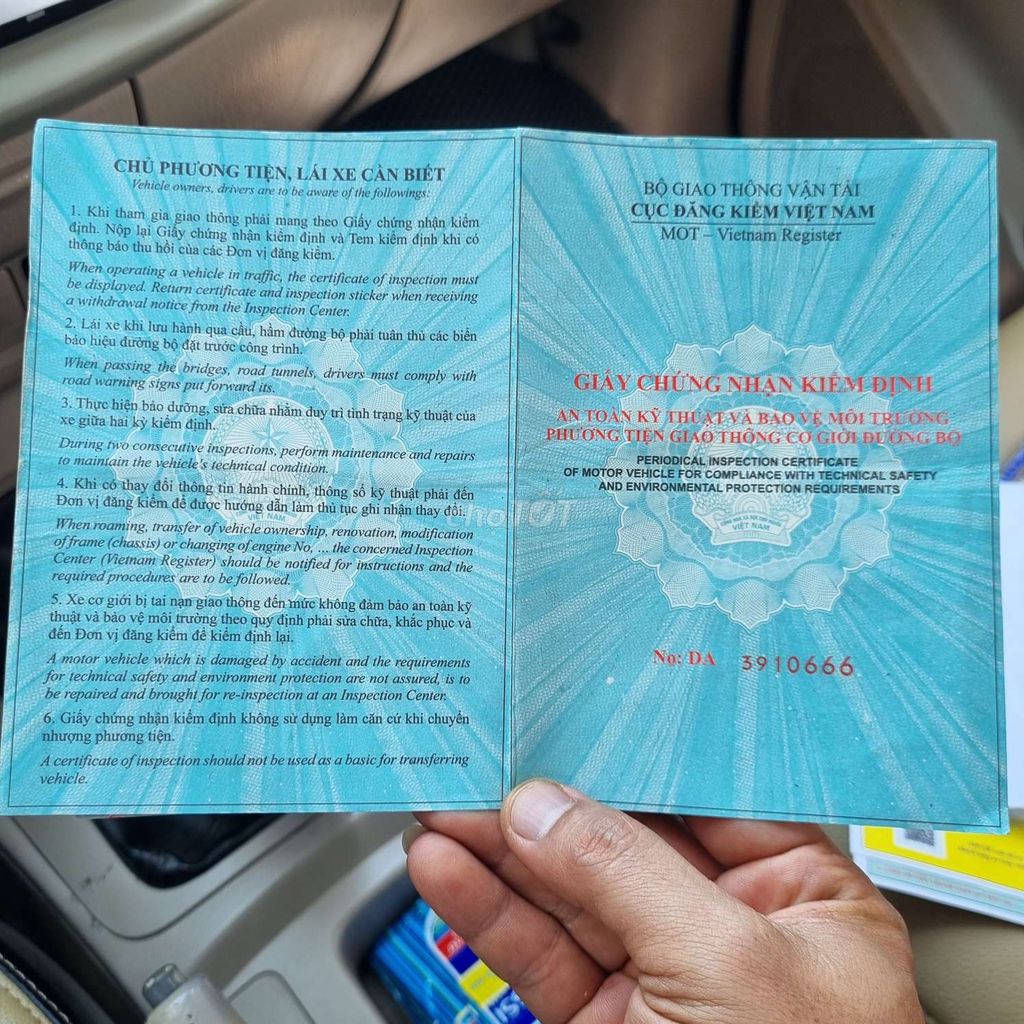 CHỦ PHƯƠNG TIỆN, LÁI XE CẦN BIẾT
Vehicle owners, drivers are to be aware of the followings:
1. Khi tham gia giao thông phải mang theo Giấy chứng nhận kiểm
định. Nộp lại Giấy chứng nhận kiểm định và Tem kiểm định khi có
thông báo thu hồi của các Đơn vị đăng kiểm.
When operating a vehicle in traffic, the certificate of inspection must
be displayed. Return certificate and inspection sticker when receiving
a withdrawal notice from the Inspection Center.
2. Lái xe khi lưu hành qua cầu, hầm đường bộ phải tuân thủ các biển
báo hiệu đường bộ đặt trước công trình.
When passing the bridges, road tunnels, drivers must comply with
road warning signs put forward its.
3. Thực hiện bảo dưỡng, sửa chữa nhằm duy trì tình trạng kỹ thuật của
xe giữa hai kỳ kiểm định.
During two consecutive inspections, perform maintenance and repairs
to maintain the vehicle's technical condition.
4. Khi có thay đổi thông tin hành chính, thông số kỹ thuật phải đến
Đơn vị đăng kiểm để được hướng dẫn làm thủ tục ghi nhận thay đổi.
When roaming, transfer of vehicle ownership, renovation, modification
of frame (chassis) or changing of engine No, ... the concerned Inspection
Center (Vietnam Register) should be notified for instructions and the
required procedures are to be followed.
5. Xe cơ giới bị tai nạn giao thông đến mức không đảm bảo an toàn kỹ
thuật và bảo vệ môi trường theo quy định phải sửa chữa, khắc phục và
đến Đơn vị đăng kiểm để kiểm định lại.
A motor vehicle which is damaged by accident and the requirements
for technical safety and environment protection are not assured, is to
be repaired and brought for re-inspection at an Inspection Center.
6. Giấy chứng nhận kiểm định không sử dụng làm căn cứ khi chuyển
nhượng phương tiện.
A certificate of inspection should not be used as a basic for transferring
vehicle.
BỘ GIAO THÔNG VẬN TẢI
CỤC ĐĂNG KIỂM VIỆT NAM
MOT – Vietnam Register
GIẤY CHỨNG NHẬN KIỂM ĐỊNH
AN TOÀN KỸ THUẬT VÀ BẢO VỆ MÔI TRƯỜNG
PHƯƠNG TIỆN GIAO THÔNG CƠ GIỚI ĐƯỜNG BỘ
PERIODICAL INSPECTION CERTIFICATE
OF MOTOR VEHICLE FOR COMPLIANCE WITH TECHNICAL SAFETY
AND ENVIRONMENTAL PROTECTION REQUIREMENTS
VIỆT NAM
No: DA 3910666
VIỆT NAM
chợTỐT